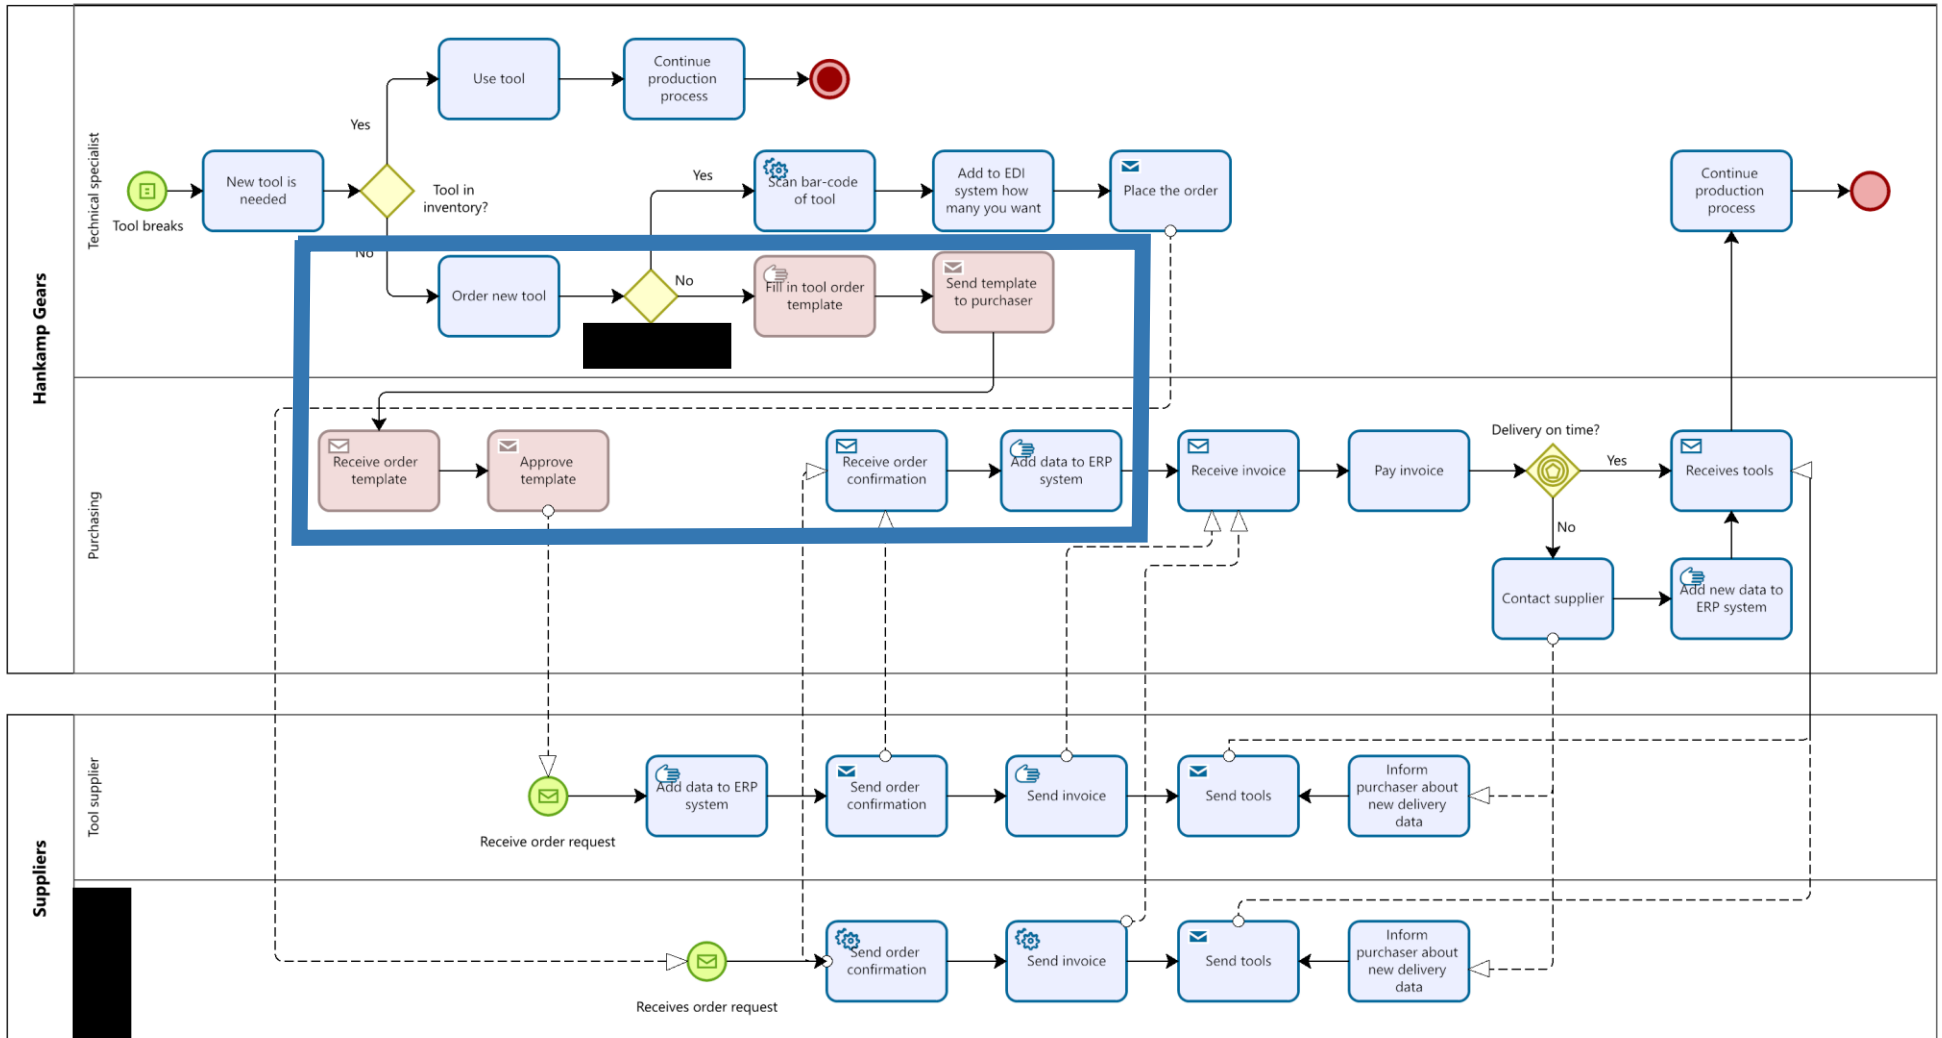 Hankamp Gears
Technical specialist
Tool breaks
New tool is
needed
Yes
Tool in
inventory?
No
Use tool
Continue
production
process
Order new tool
Yes
No
Scan bar-code
of tool
Add to EDI
system how
many you want
Place the order
Fill in tool order
template
Send template
to purchaser
Continue
production
process
Purchasing
Receive order
template
Approve
template
Receive order
confirmation
Add data to ERP
system
Receive invoice
Pay invoice
Delivery on time?
Yes
No
Receives tools
Contact supplier
Add new data to
ERP system
Suppliers
Tool supplier
Receive order request
Add data to ERP
system
Send order
confirmation
Send invoice
Send tools
Inform
purchaser about
new delivery
data
Receives order request
Send order
confirmation
Send invoice
Send tools
Inform
purchaser about
new delivery
data